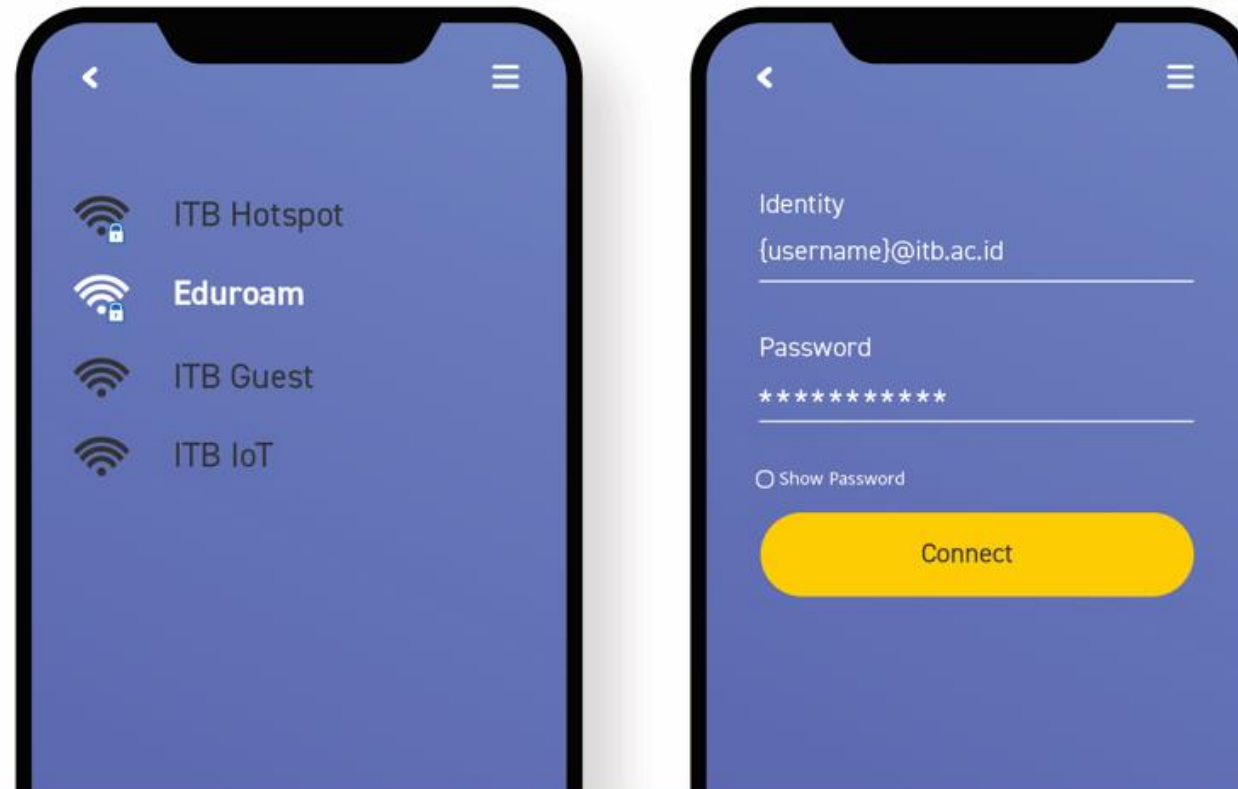 ITB Hotspot
Eduroam
ITB Guest
ITB IoT
Identity
{username}@itb.ac.id
Password
***********
Show Password
Connect